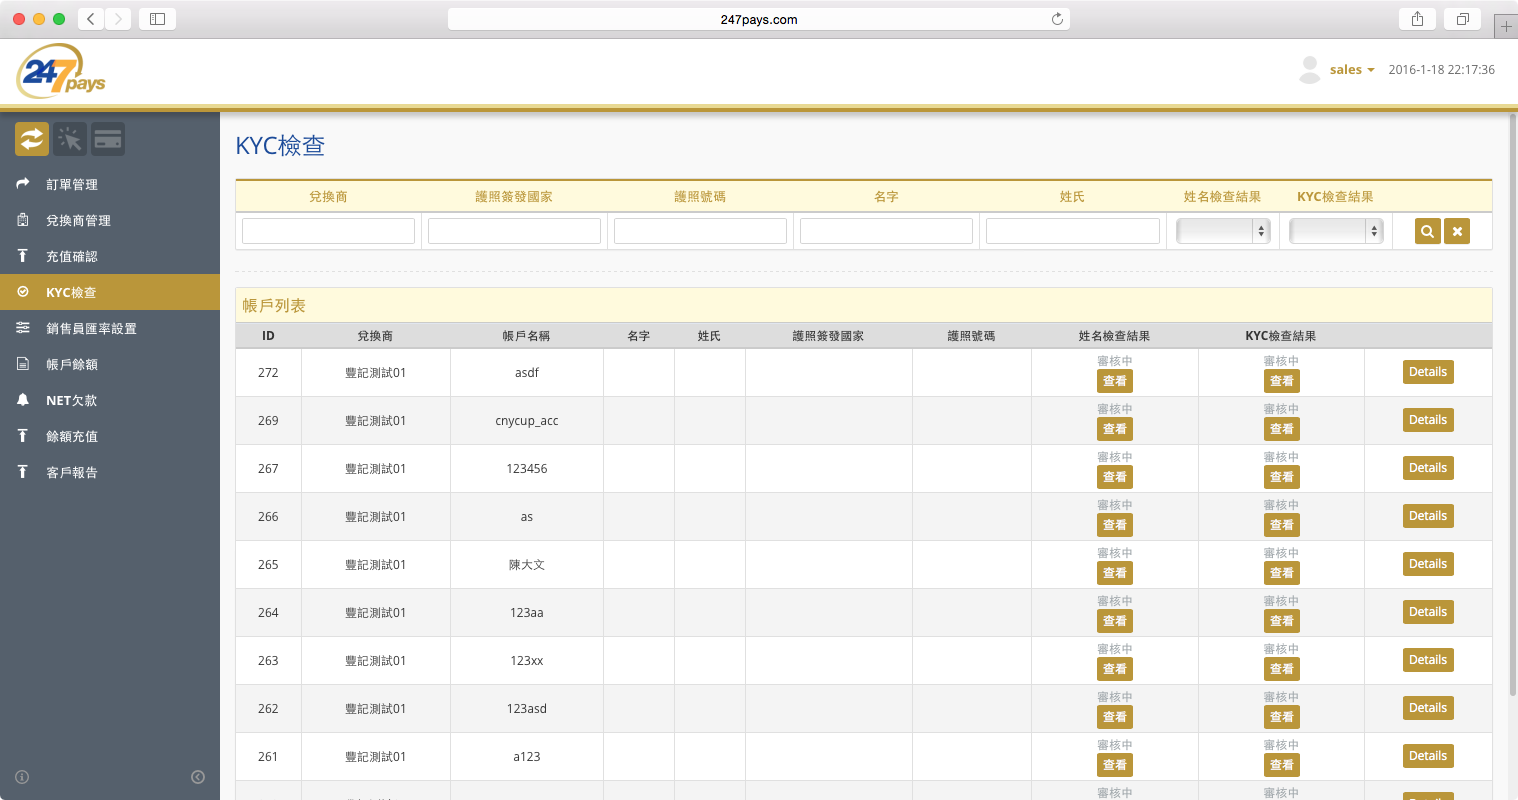 247pays.com
247pays
sales 2016-1-18 22:17:36
訂單管理
兌換商管理
充值確認
KYC檢查
銷售員匯率設置
帳戶餘額
NET欠款
餘額充值
客戶報告
KYC檢查
兌換商 護照簽發國家 護照號碼 名字 姓氏 姓名檢查結果 KYC檢查結果
帳戶列表
ID 兌換商 帳戶名稱 名字 姓氏 護照簽發國家 護照號碼 姓名檢查結果 KYC檢查結果
審核中 審核中
272 豐記測試01 asdf 查看 查看 Details
審核中 審核中
269 豐記測試01 cnycup_acc 查看 查看 Details
審核中 審核中
267 豐記測試01 123456 查看 查看 Details
審核中 審核中
266 豐記測試01 as 查看 查看 Details
審核中 審核中
265 豐記測試01 陳大文 查看 查看 Details
審核中 審核中
264 豐記測試01 123aa 查看 查看 Details
審核中 審核中
263 豐記測試01 123xx 查看 查看 Details
審核中 審核中
262 豐記測試01 123asd 查看 查看 Details
審核中 審核中
261 豐記測試01 a123 查看 查看 Details
審核中 審核中